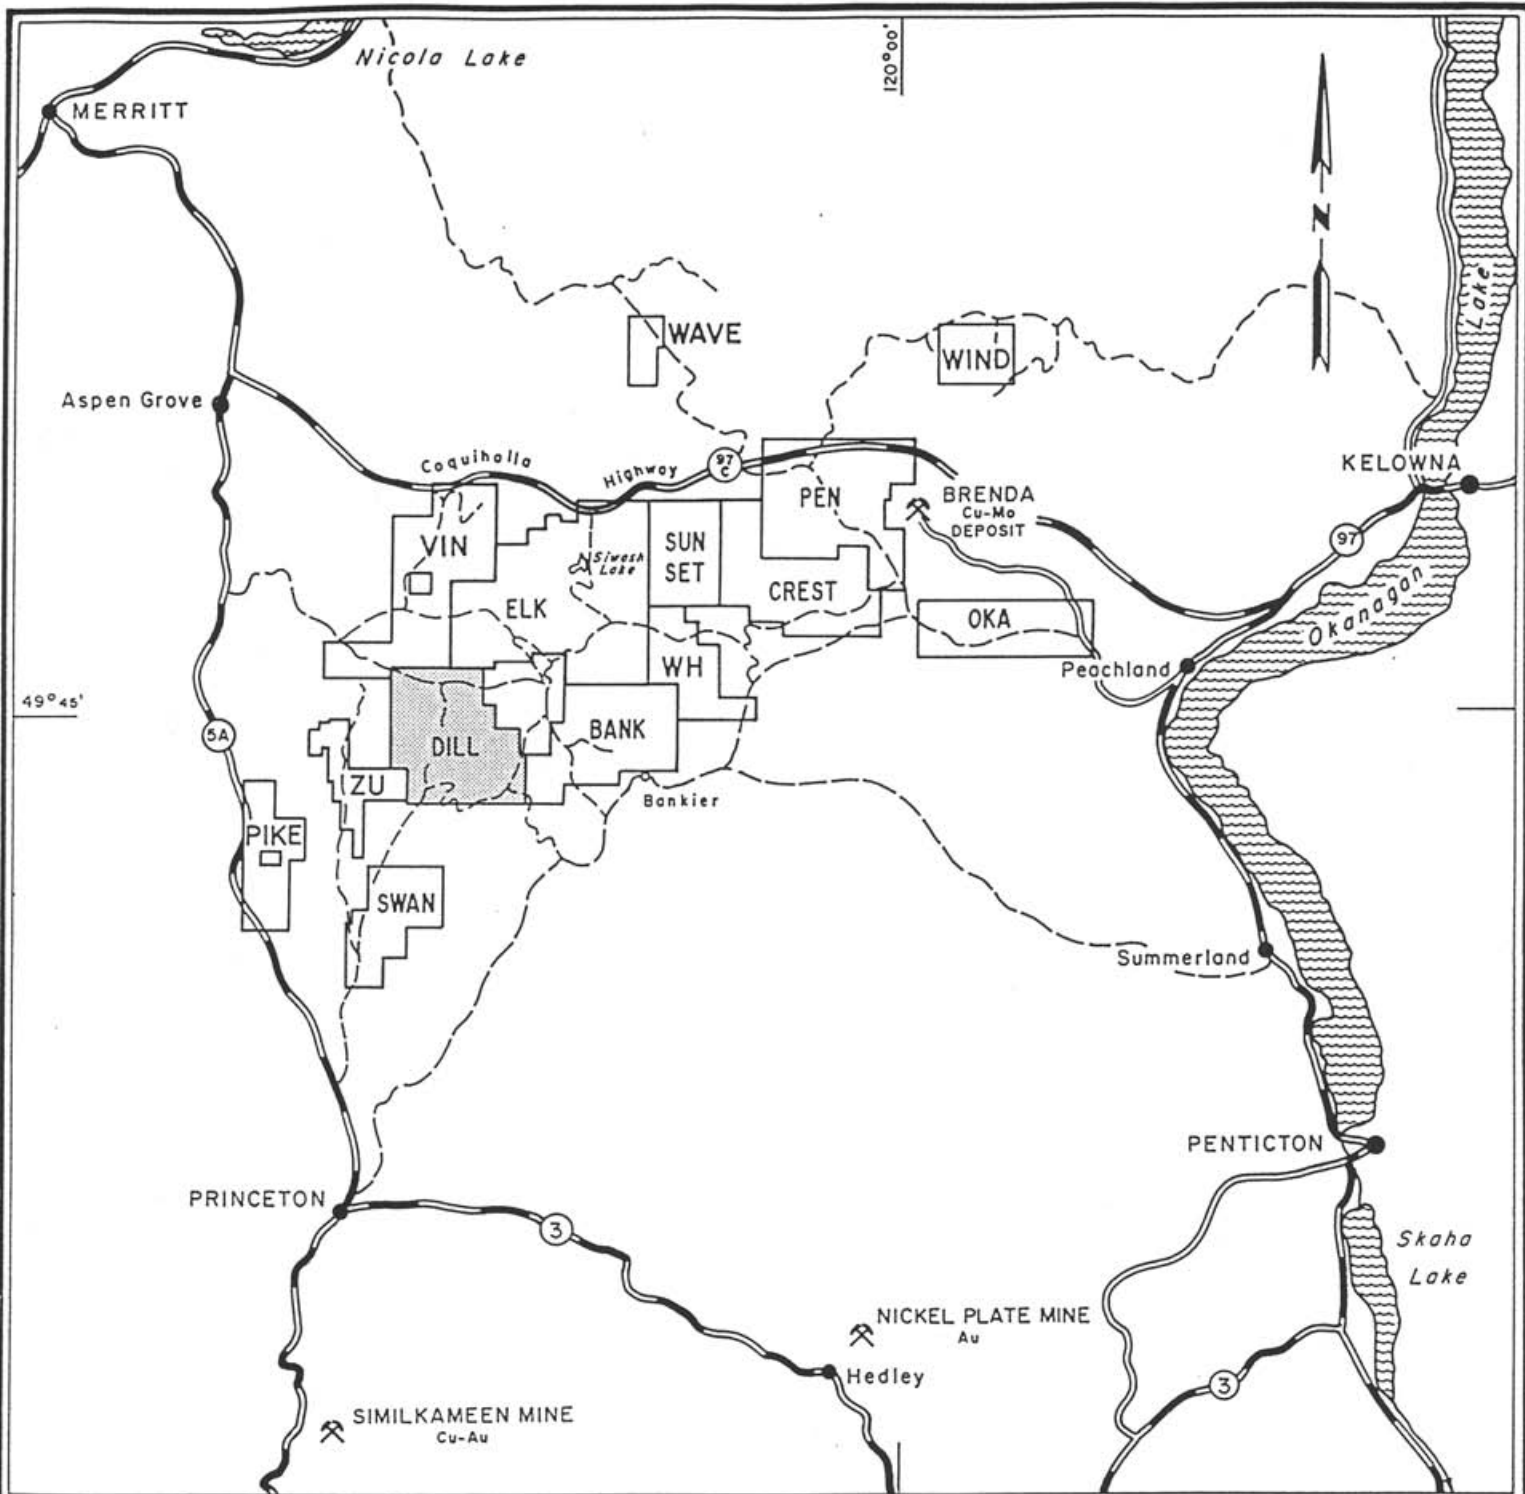 Nicola Lake
120°00'
MERRITT
N
Lake
WAVE
WIND
Aspen Grove
Coquihalla
Highway
97
C
KELOWNA
PEN
BRENDA
Cu-Mo
DEPOSIT
VIN
SUN
SET
Siwash
Lake
97
ELK
CREST
OKA
Okanagan
WH
Peachland
49°45'
5A
DILL
BANK
ZU
Bankier
PIKE
SWAN
Summerland
PENTICTON
PRINCETON
3
Skaha
Lake
NICKEL PLATE MINE
Au
Hedley
3
SIMILKAMEEN MINE
Cu-Au